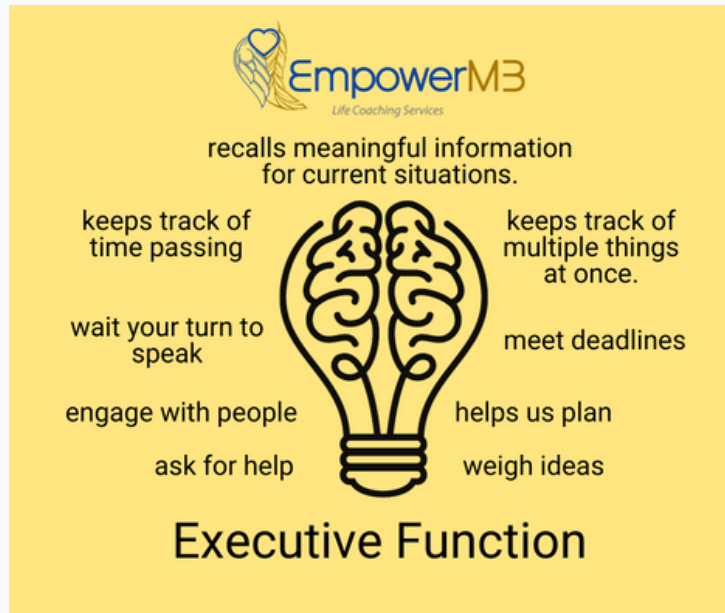 EmpowerM3
Life Coaching Services
recalls meaningful information
for current situations.
keeps track of
time passing
keeps track of
multiple things
at once.
wait your turn to
speak
meet deadlines
engage with people
helps us plan
ask for help
weigh ideas
Executive Function